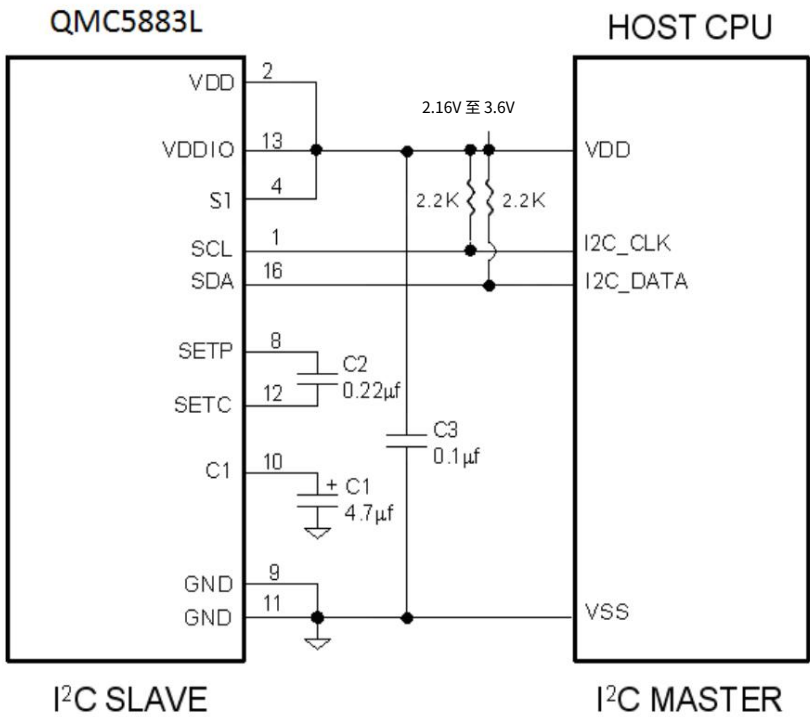 QMC5883L
HOST CPU
VDD 2
2.16V 至 3.6V
VDDIO 13
VDD
S1 4
2.2K 2.2K
SCL 1
I2C_CLK
SDA 16
I2C_DATA
SETP 8
C2
0.22μf
SETC 12
C3
0.1μf
C1 10
+ C1
4.7μf
GND 9
GND 11
VSS
I²C SLAVE
I²C MASTER